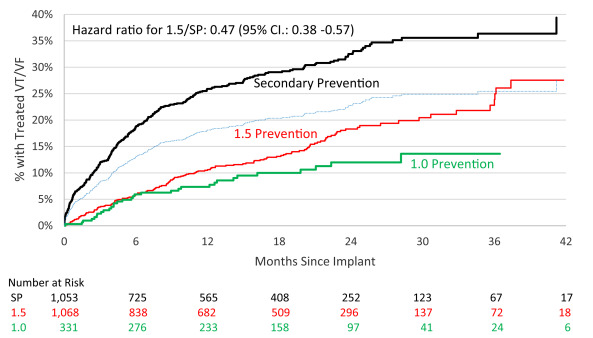 Hazard ratio for 1.5/SP: 0.47 (95% CI.: 0.38 -0.57)
40%
35%
30%
25%
20%
15%
10%
5%
0%
% with Treated VT/VF
Secondary Prevention
1.5 Prevention
1.0 Prevention
0 6 12 18 24 30 36 42
Months Since Implant
Number at Risk
SP 1,053 725 565 408 252 123 67 17
1.5 1,068 838 682 509 296 137 72 18
1.0 331 276 233 158 97 41 24 6